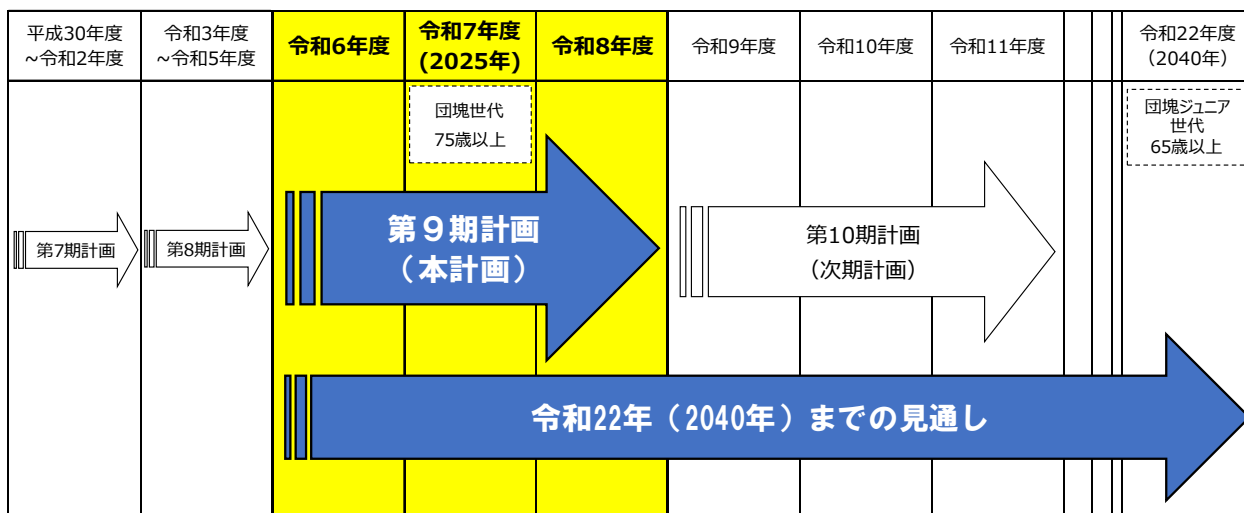 平成30年度
~令和2年度
令和3年度
~令和5年度
令和6年度
令和7年度
(2025年)
令和8年度
令和9年度
令和10年度
令和11年度
令和22年度
（2040年）
団塊世代
75歳以上
団塊ジュニア
世代
65歳以上
第7期計画
第8期計画
第９期計画
（本計画）
第10期計画
（次期計画）
令和22年（2040年）までの見通し